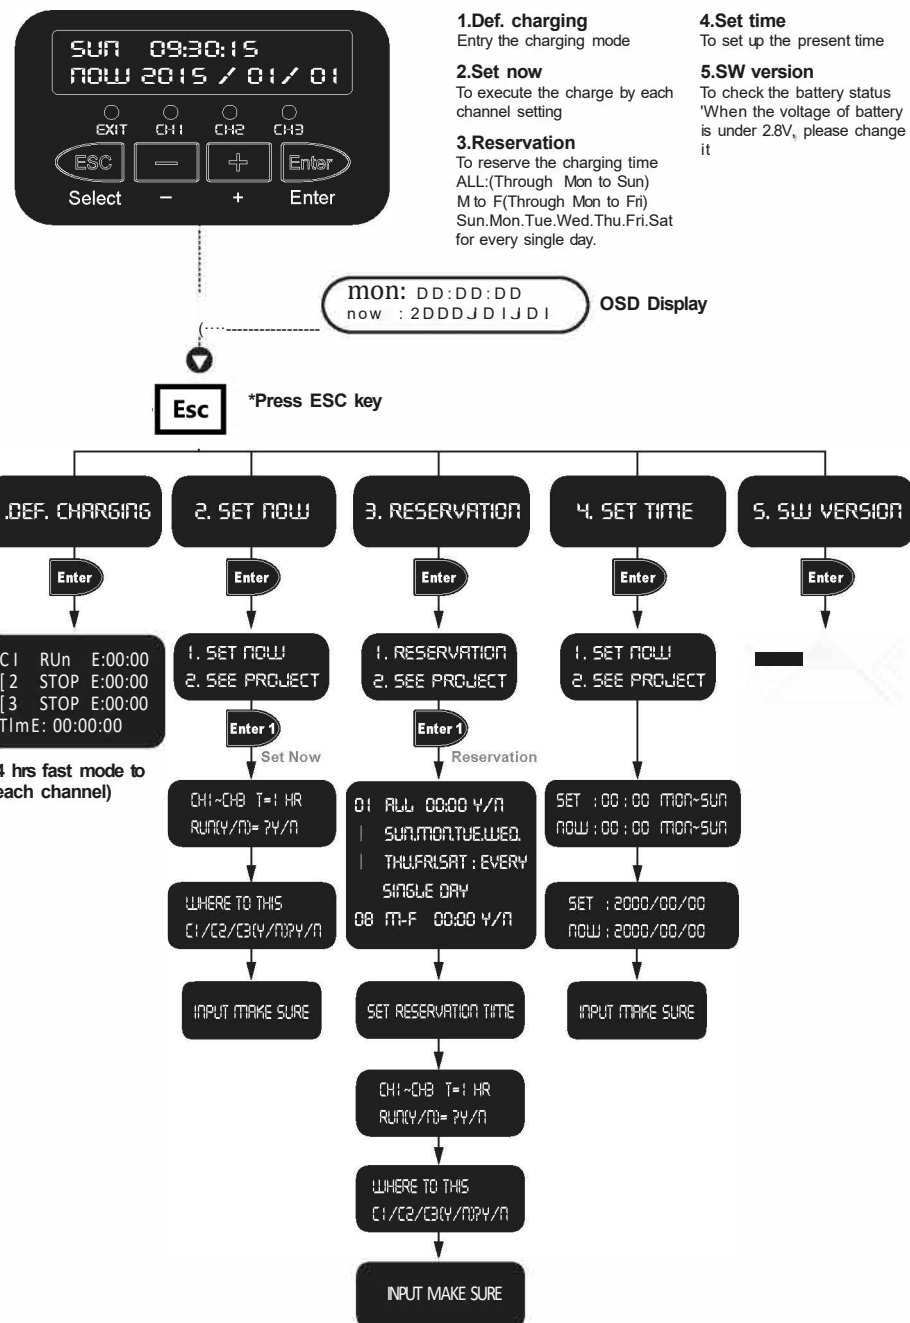 SUN 09:30:15
NOW 2015 / 01 / 01
EXIT CH1 CH2 CH3
ESC — + Enter
Select – + Enter
1.Def. charging
Entry the charging mode
2.Set now
To execute the charge by each
channel setting
3.Reservation
To reserve the charging time
ALL:(Through Mon to Sun)
M to F(Through Mon to Fri)
Sun.Mon.Tue.Wed.Thu.Fri.Sat
for every single day.
4.Set time
To set up the present time
5.SW version
To check the battery status
'When the voltage of battery
is under 2.8V, please change
it
mon: DD:DD:DD
now : 2DDDJDIJDI
OSD Display
Esc
*Press ESC key
.DEF. CHARGING
2. SET NOW
3. RESERVATION
4. SET TIME
5. SW VERSION
Enter
Enter
Enter
Enter
Enter
CI RUn E:00:00
[2 STOP E:00:00
[3 STOP E:00:00
TImE: 00:00:00
4 hrs fast mode to
each channel)
1. SET NOW
2. SEE PROJECT
Enter 1
Set Now
CH1~CH3 T=1 HR
RUN(Y/N)= ?Y/N
WHERE TO THIS
C1/C2/C3(Y/N)?Y/N
INPUT MAKE SURE
1. RESERVATION
2. SEE PROJECT
Enter 1
Reservation
01 ALL 00:00 Y/N
| SUN.MON.TUE.WED.
| THU.FRI.SAT : EVERY
SINGLE DAY
08 M-F 00:00 Y/N
SET RESERVATION TIME
CH1~CH3 T=1 HR
RUN(Y/N)= ?Y/N
WHERE TO THIS
C1/C2/C3(Y/N)?Y/N
INPUT MAKE SURE
1. SET NOW
2. SEE PROJECT
SET : 00 : 00 MON~SUN
NOW : 00 : 00 MON~SUN
SET : 2000/00/00
NOW : 2000/00/00
INPUT MAKE SURE